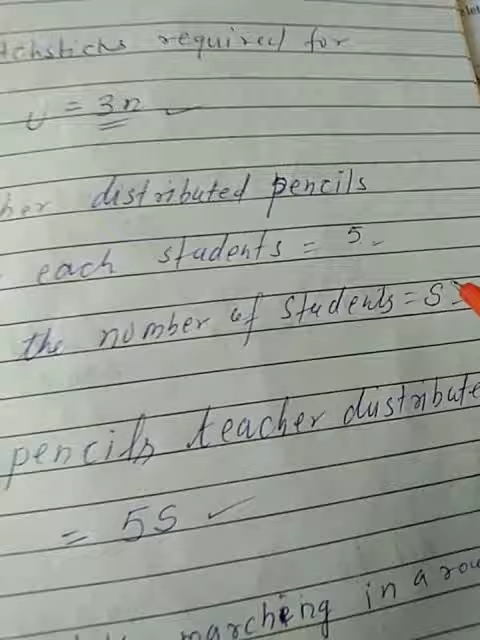 required for
U = 3n
distributed pencils
each students = 5
the number of students = S
pencils teacher distribute
= 5S
marching in a row